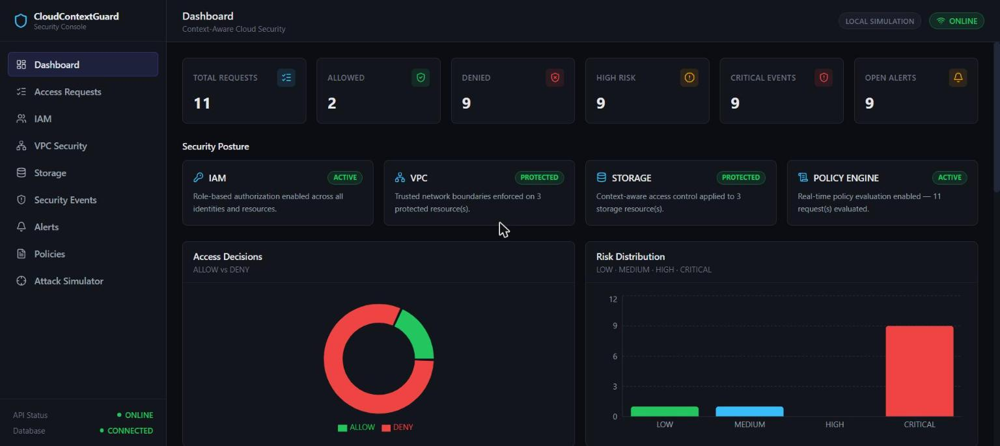 CloudContextGuard
Security Console
Dashboard
Access Requests
IAM
VPC Security
Storage
Security Events
Alerts
Policies
Attack Simulator
API Status ONLINE
Database CONNECTED
Dashboard
Context-Aware Cloud Security
LOCAL SIMULATION
ONLINE
TOTAL REQUESTS
11
ALLOWED
2
DENIED
9
HIGH RISK
9
CRITICAL EVENTS
9
OPEN ALERTS
9
Security Posture
IAM ACTIVE
Role-based authorization enabled across all
identities and resources.
VPC PROTECTED
Trusted network boundaries enforced on 3
protected resource(s).
STORAGE PROTECTED
Context-aware access control applied to 3
storage resource(s).
POLICY ENGINE ACTIVE
Real-time policy evaluation enabled — 11
request(s) evaluated.
Access Decisions
ALLOW vs DENY
ALLOW DENY
Risk Distribution
LOW · MEDIUM · HIGH · CRITICAL
12
9
6
3
0
LOW MEDIUM HIGH CRITICAL